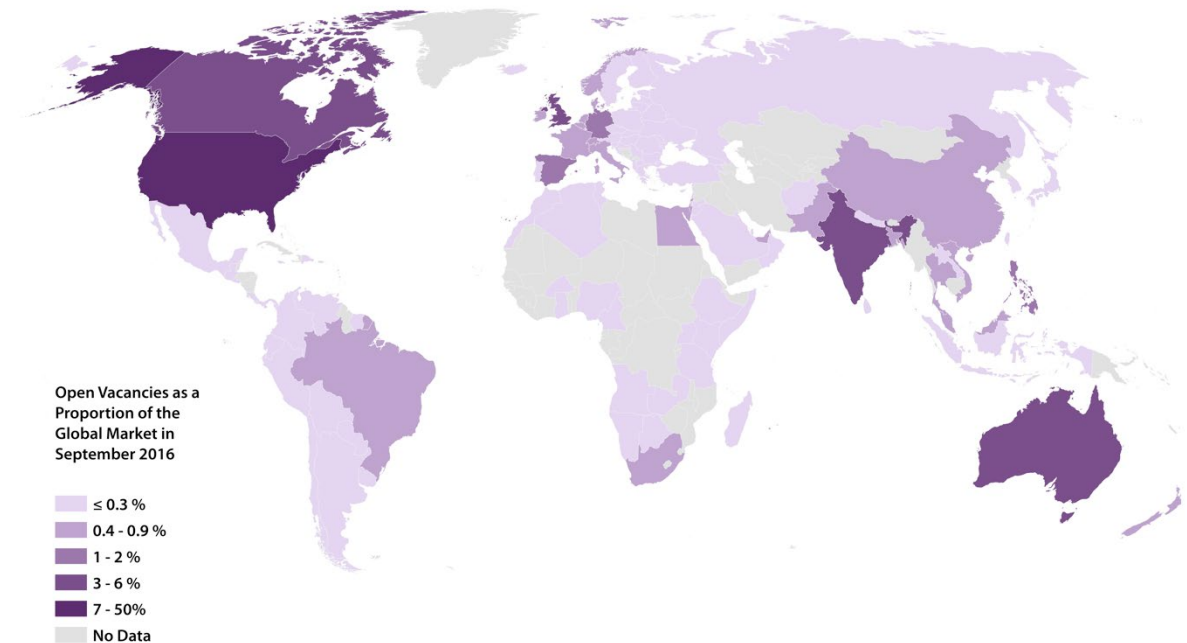 Open Vacancies as a
Proportion of the
Global Market in
September 2016
≤ 0.3 %
0.4 - 0.9 %
1 - 2 %
3 - 6 %
7 - 50%
No Data